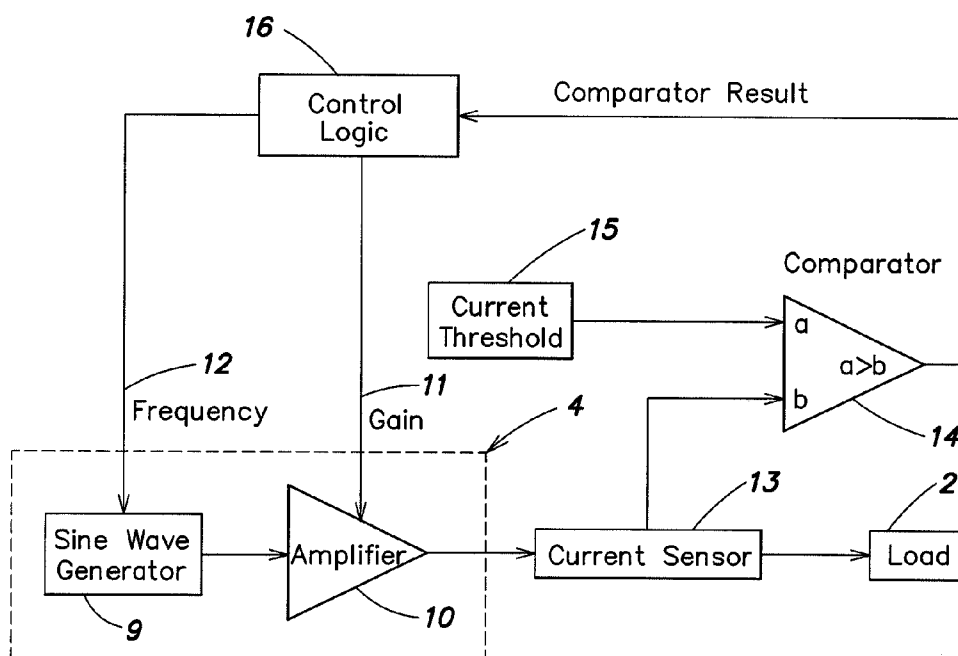 16
Control
Logic
Comparator Result
15
Comparator
Current
Threshold
a
a>b
b
12
Frequency
11
Gain
4
14
13
2
Sine Wave
Generator
Amplifier
Current Sensor
Load
9
10